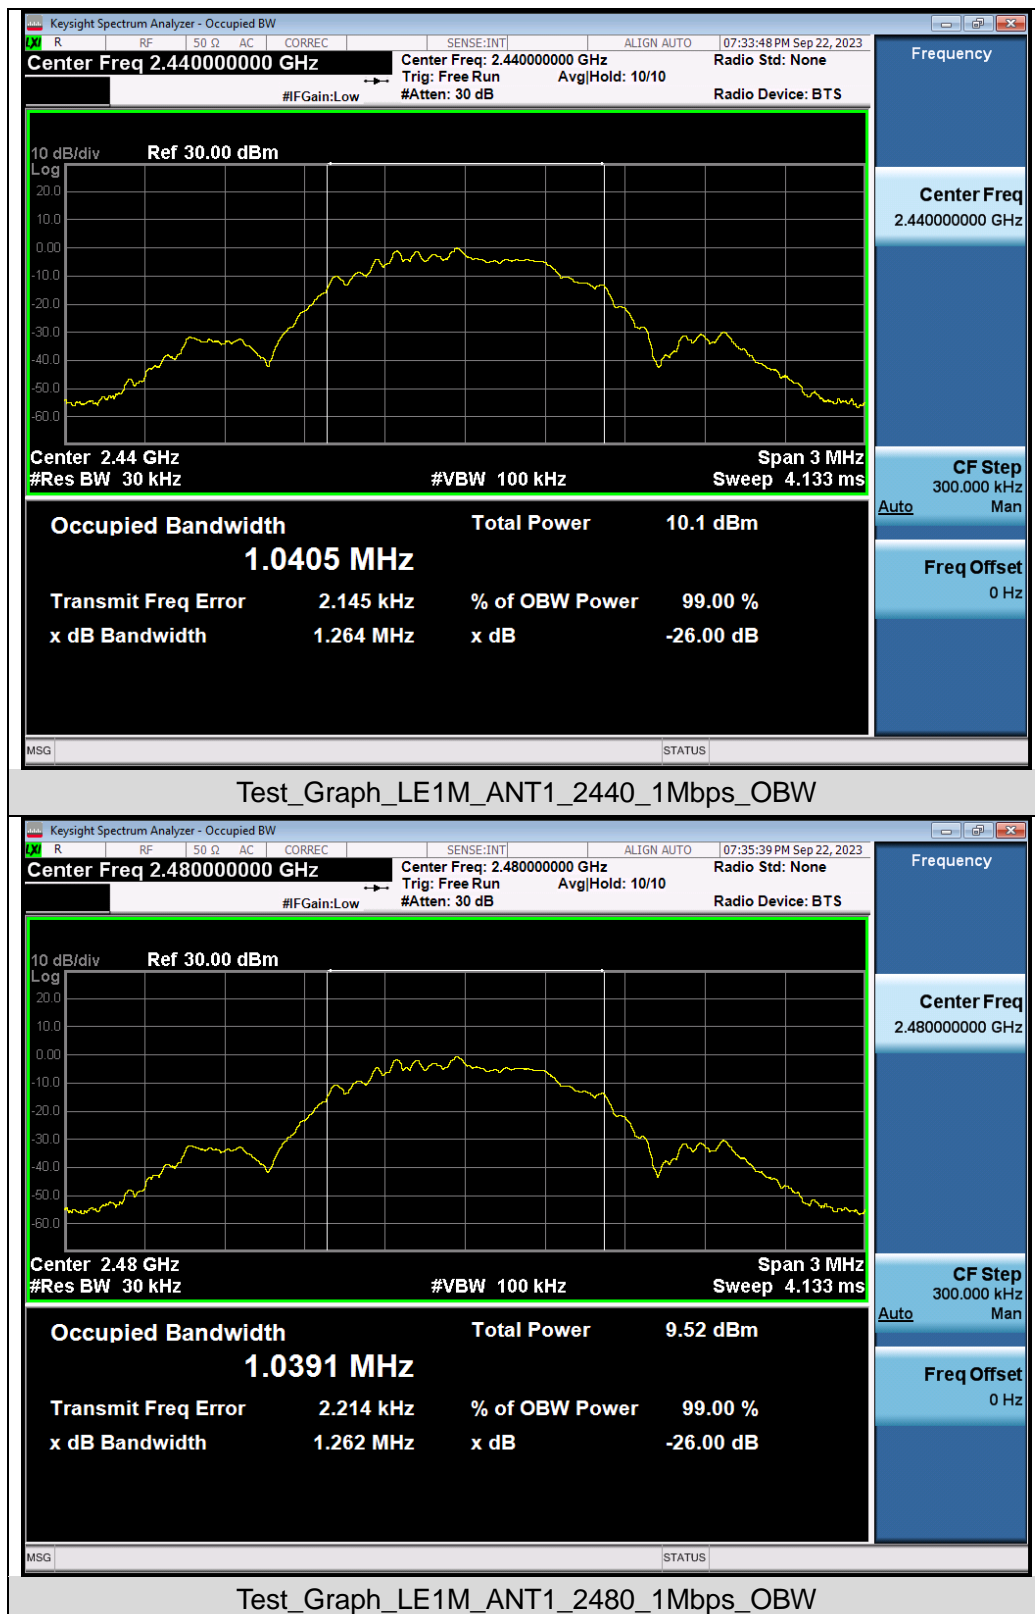 Keysight Spectrum Analyzer - Occupied BW
LXI R RF 50 Ω AC CORREC SENSE:INT ALIGN AUTO 07:33:48 PM Sep 22, 2023
Center Freq 2.440000000 GHz Center Freq: 2.440000000 GHz Radio Std: None
Trig: Free Run Avg|Hold: 10/10
#IFGain:Low #Atten: 30 dB Radio Device: BTS
10 dB/div Ref 30.00 dBm
Log
20.0
10.0
0.00
-10.0
-20.0
-30.0
-40.0
-50.0
-60.0
Center 2.44 GHz Span 3 MHz
#Res BW 30 kHz #VBW 100 kHz Sweep 4.133 ms
Occupied Bandwidth Total Power 10.1 dBm
1.0405 MHz
Transmit Freq Error 2.145 kHz % of OBW Power 99.00 %
x dB Bandwidth 1.264 MHz x dB -26.00 dB
MSG STATUS
Frequency
Center Freq
2.440000000 GHz
CF Step
300.000 kHz
Auto Man
Freq Offset
0 Hz
Test_Graph_LE1M_ANT1_2440_1Mbps_OBW
Keysight Spectrum Analyzer - Occupied BW
LXI R RF 50 Ω AC CORREC SENSE:INT ALIGN AUTO 07:35:39 PM Sep 22, 2023
Center Freq 2.480000000 GHz Center Freq: 2.480000000 GHz Radio Std: None
Trig: Free Run Avg|Hold: 10/10
#IFGain:Low #Atten: 30 dB Radio Device: BTS
10 dB/div Ref 30.00 dBm
Log
20.0
10.0
0.00
-10.0
-20.0
-30.0
-40.0
-50.0
-60.0
Center 2.48 GHz Span 3 MHz
#Res BW 30 kHz #VBW 100 kHz Sweep 4.133 ms
Occupied Bandwidth Total Power 9.52 dBm
1.0391 MHz
Transmit Freq Error 2.214 kHz % of OBW Power 99.00 %
x dB Bandwidth 1.262 MHz x dB -26.00 dB
MSG STATUS
Frequency
Center Freq
2.480000000 GHz
CF Step
300.000 kHz
Auto Man
Freq Offset
0 Hz
Test_Graph_LE1M_ANT1_2480_1Mbps_OBW